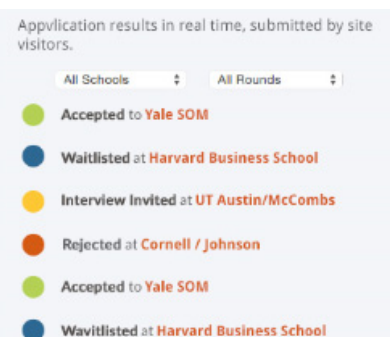 Appvlication results in real time, submitted by site
visitors.
All Schools All Rounds
Accepted to Yale SOM
Waitlisted at Harvard Business School
Interview Invited at UT Austin/McCombs
Rejected at Cornell / Johnson
Accepted to Yale SOM
Wavitlisted at Harvard Business School